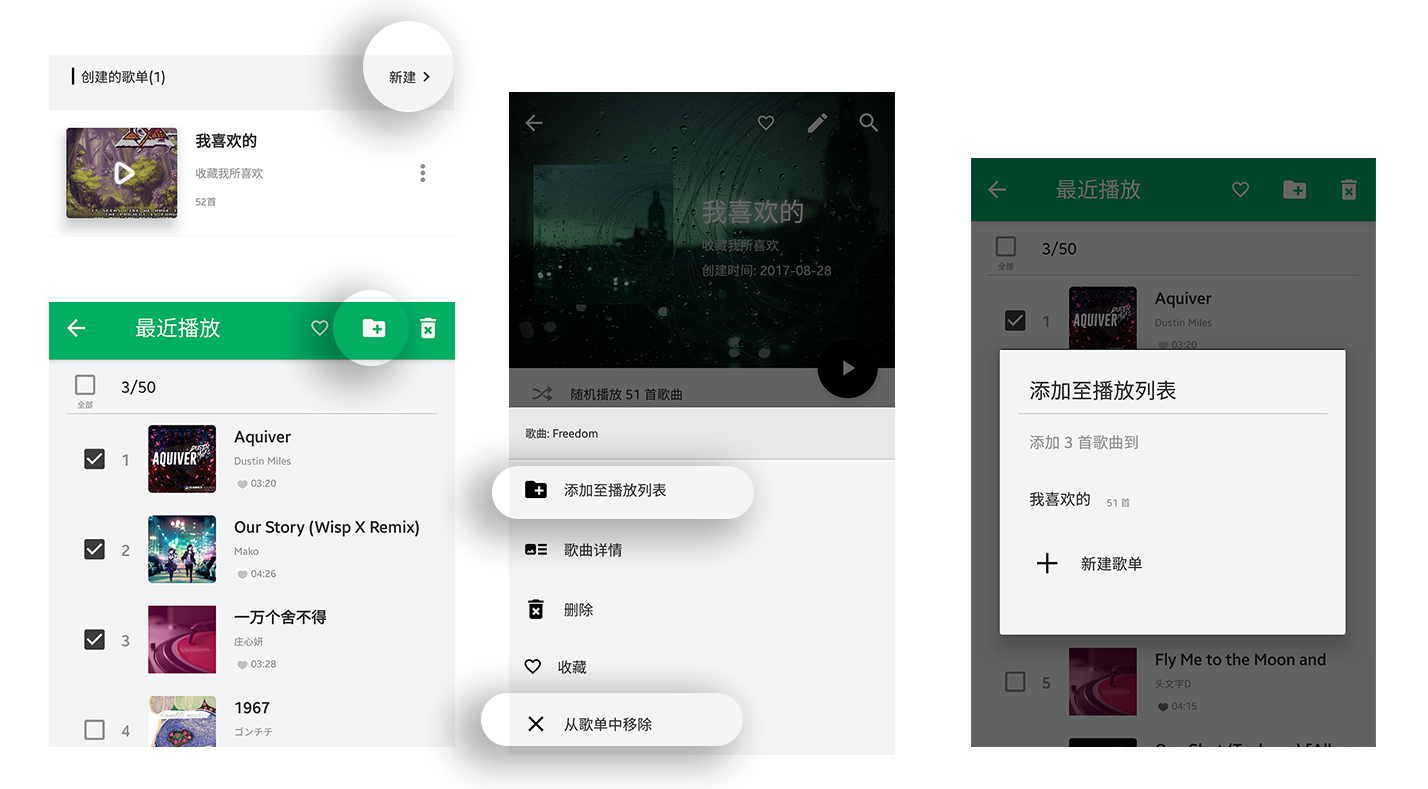 创建的歌单(1)
新建
我喜欢的
收藏我所喜欢
52首
最近播放
全部
3/50
1
AQUIVER
Aquiver
Dustin Miles
03:20
2
Our Story (Wisp X Remix)
Mako
04:26
3
一万个舍不得
庄心妍
03:28
4
1967
ゴンチチ
我喜欢的
收藏我所喜欢
创建时间: 2017-08-28
随机播放 51 首歌曲
歌曲: Freedom
添加至播放列表
歌曲详情
删除
收藏
从歌单中移除
最近播放
全部
3/50
1
AQUIVER
Aquiver
Dustin Miles
03:20
添加至播放列表
添加 3 首歌曲到
我喜欢的 51 首
新建歌单
5
Fly Me to the Moon and
头文字D
04:15